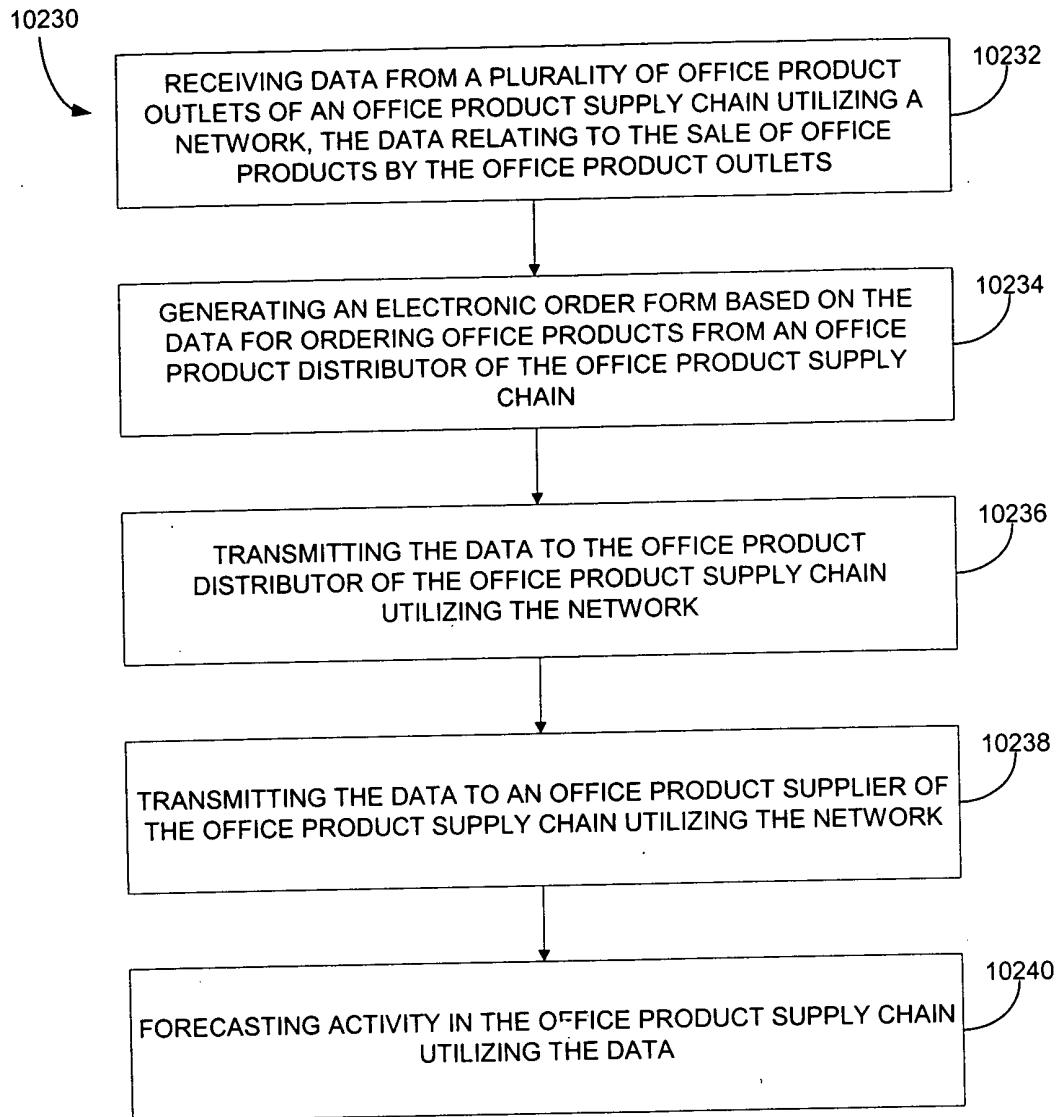 10230
10232
RECEIVING DATA FROM A PLURALITY OF OFFICE PRODUCT
OUTLETS OF AN OFFICE PRODUCT SUPPLY CHAIN UTILIZING A
NETWORK, THE DATA RELATING TO THE SALE OF OFFICE
PRODUCTS BY THE OFFICE PRODUCT OUTLETS
10234
GENERATING AN ELECTRONIC ORDER FORM BASED ON THE
DATA FOR ORDERING OFFICE PRODUCTS FROM AN OFFICE
PRODUCT DISTRIBUTOR OF THE OFFICE PRODUCT SUPPLY
CHAIN
10236
TRANSMITTING THE DATA TO THE OFFICE PRODUCT
DISTRIBUTOR OF THE OFFICE PRODUCT SUPPLY CHAIN
UTILIZING THE NETWORK
10238
TRANSMITTING THE DATA TO AN OFFICE PRODUCT SUPPLIER OF
THE OFFICE PRODUCT SUPPLY CHAIN UTILIZING THE NETWORK
10240
FORECASTING ACTIVITY IN THE OFFICE PRODUCT SUPPLY CHAIN
UTILIZING THE DATA